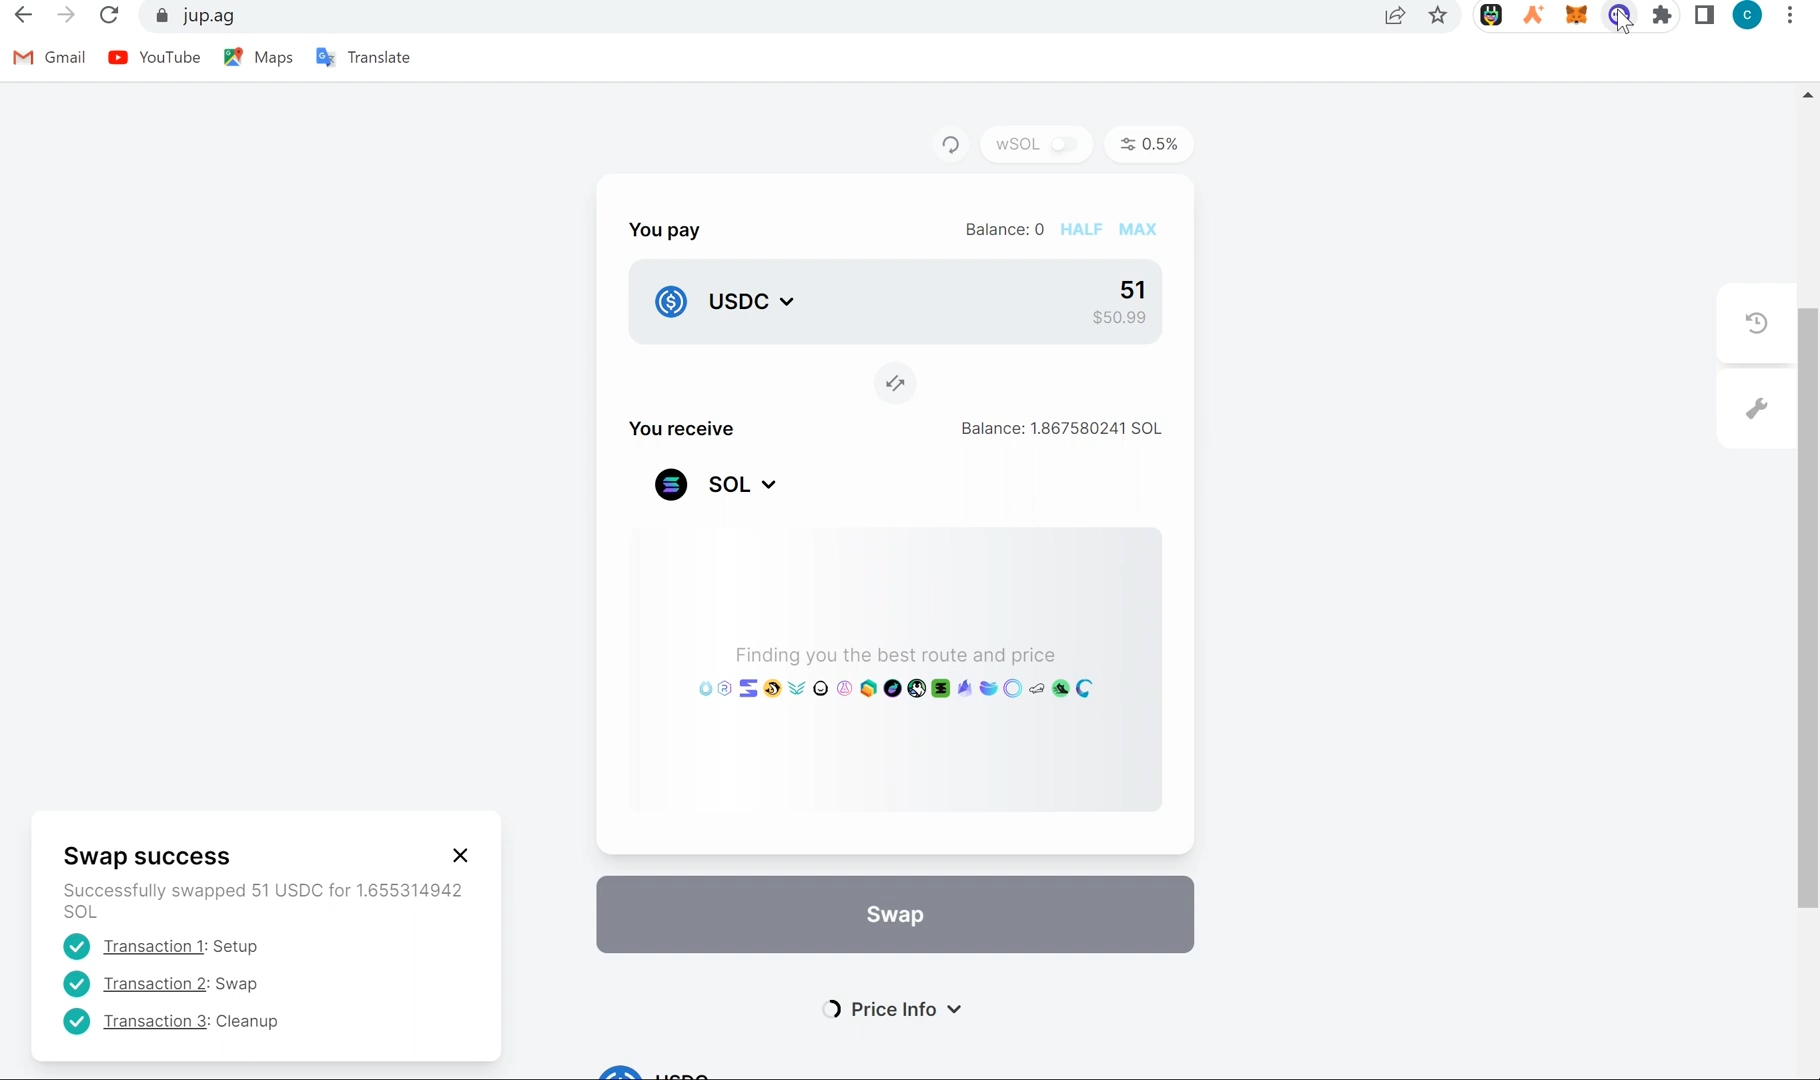 jup.ag
C
Gmail
YouTube
Maps
Translate
wSOL
0.5%
You pay
Balance: 0 HALF MAX
USDC
51
$50.99
You receive
Balance: 1.867580241 SOL
SOL
Finding you the best route and price
Swap success
Successfully swapped 51 USDC for 1.655314942
SOL
Transaction 1: Setup
Transaction 2: Swap
Transaction 3: Cleanup
Swap
Price Info
USDC